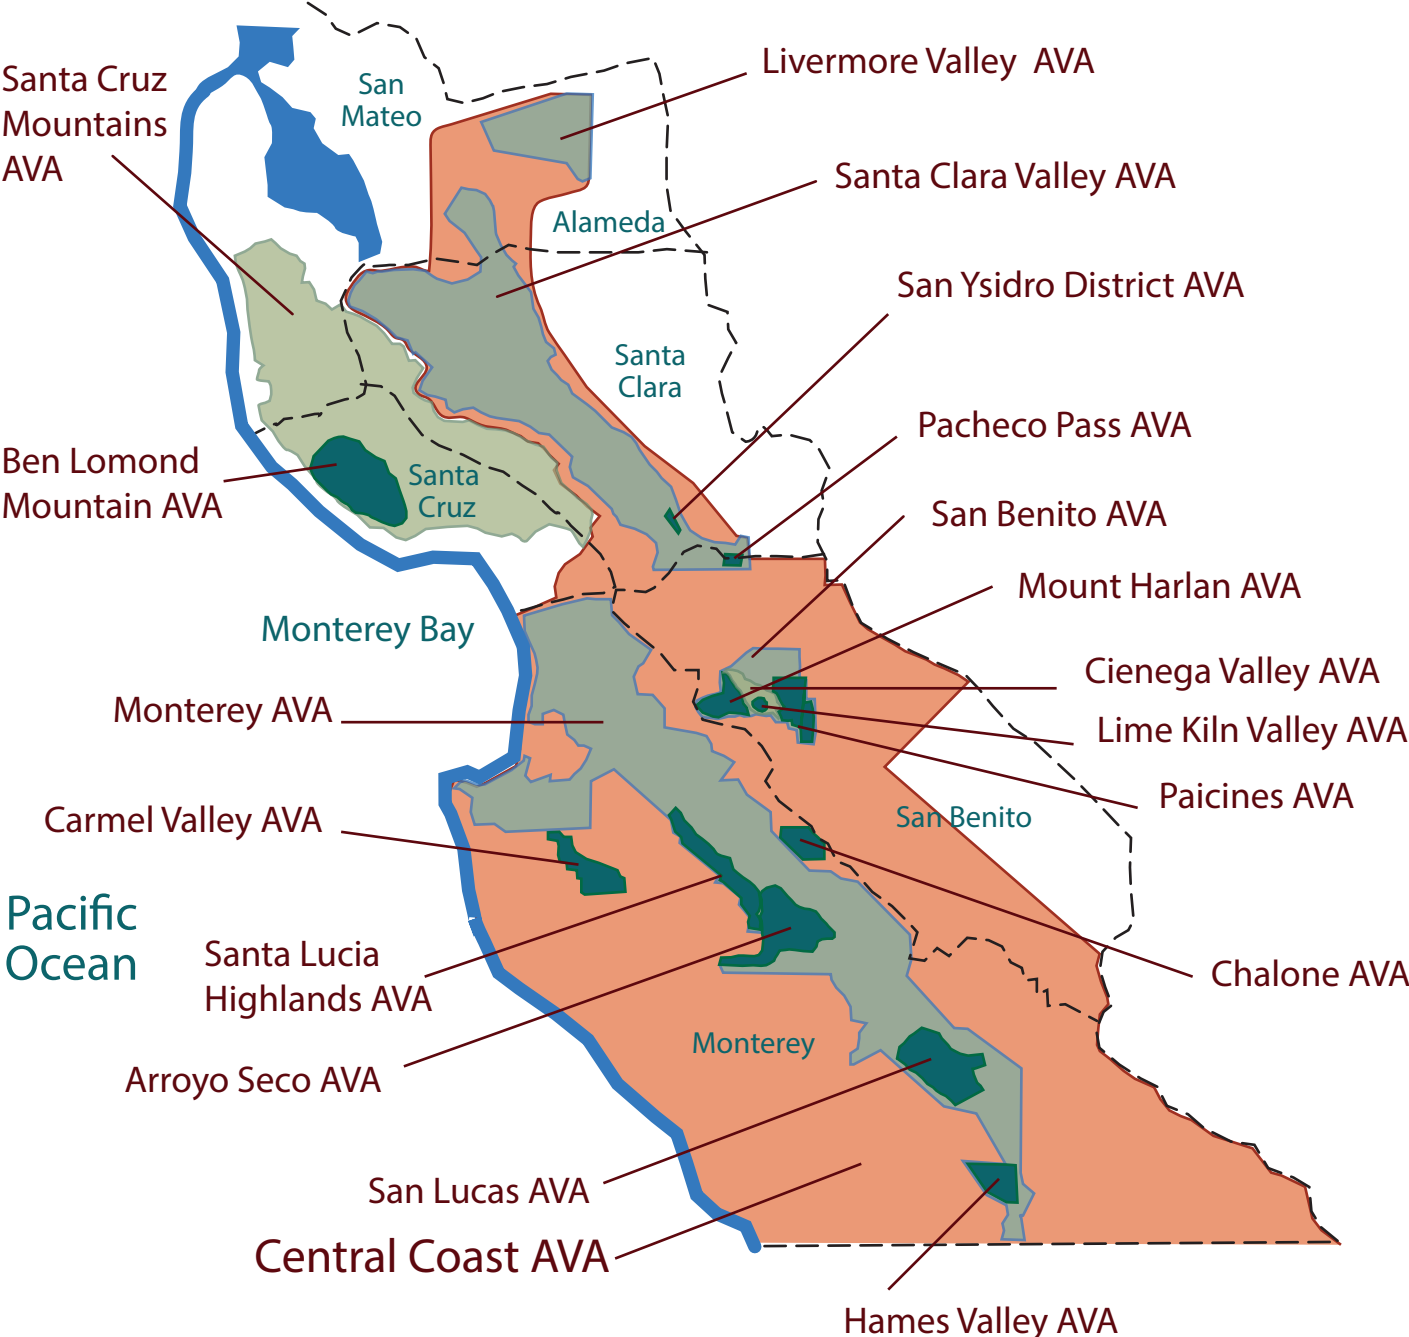 Santa Cruz
Mountains
AVA
San
Mateo
Livermore Valley  AVA
Santa Clara Valley AVA
Alameda
San Ysidro District AVA
Santa
Clara
Pacheco Pass AVA
Ben Lomond
Mountain AVA
Santa
Cruz
San Benito AVA
Mount Harlan AVA
Monterey Bay
Cienega Valley AVA
Monterey AVA
Lime Kiln Valley AVA
Paicines AVA
Carmel Valley AVA
San Benito
Pacific
Ocean
Santa Lucia
Highlands AVA
Chalone AVA
Monterey
Arroyo Seco AVA
San Lucas AVA
Central Coast AVA
Hames Valley AVA